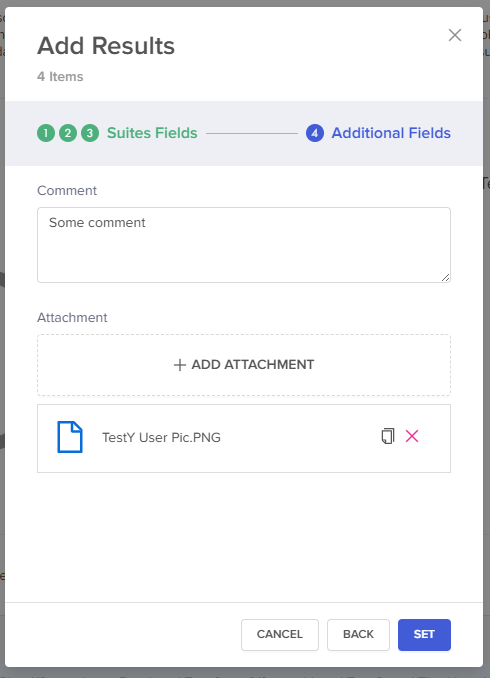 Add Results
4 Items
1 2 3 Suites Fields 4 Additional Fields
Comment
Some comment
Attachment
+ ADD ATTACHMENT
TestY User Pic.PNG
CANCEL BACK SET